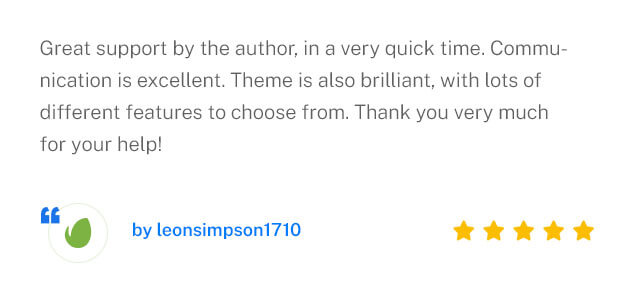 Great support by the author, in a very quick time. Commu-
nication is excellent. Theme is also brilliant, with lots of
different features to choose from. Thank you very much
for your help!
by leonsimpson1710